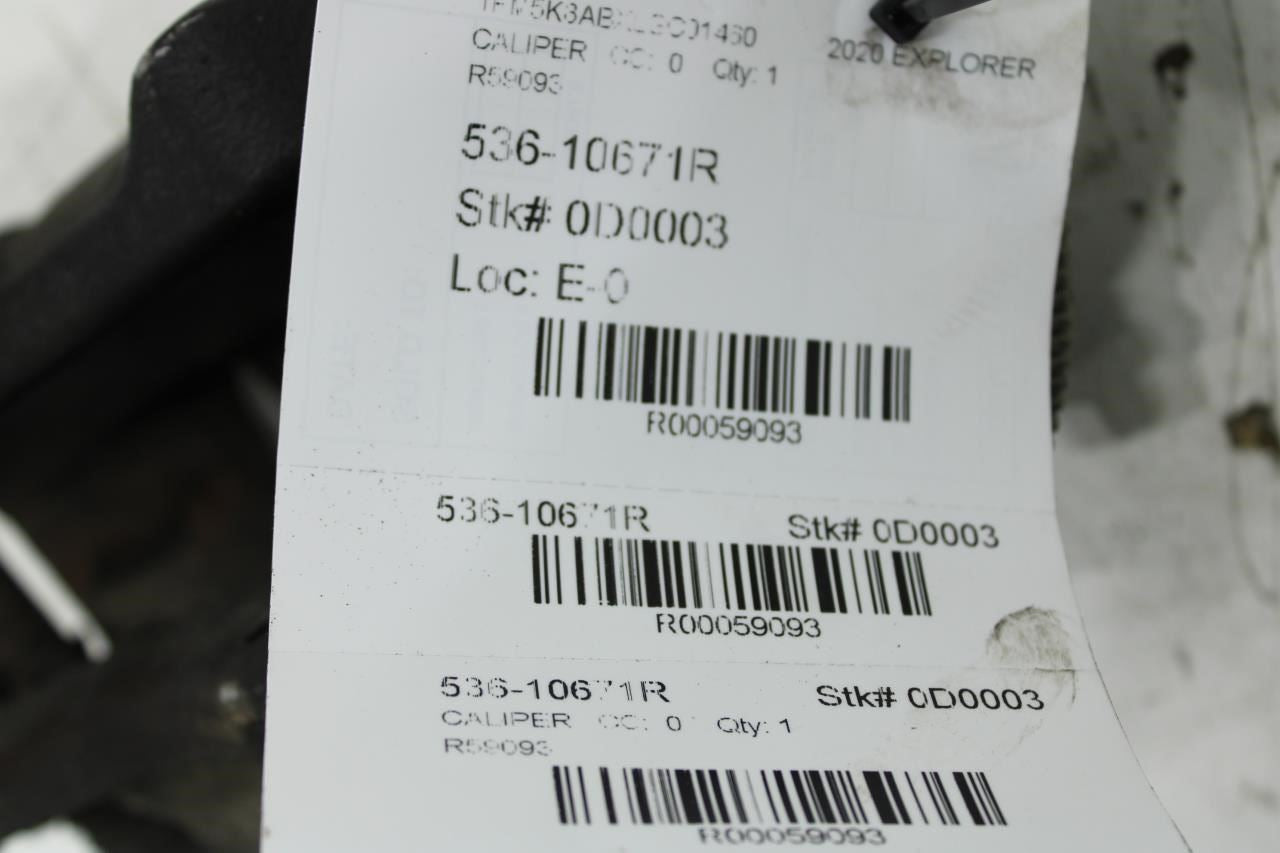 CALIPER CC: 0 Qty: 1 2020 EXPLORER
R59093
536-10671R
Stk# 0D0003
Loc: E-0
R00059093
536-10671R Stk# 0D0003
R00059093
536-10671R Stk# 0D0003
CALIPER CC: 0 Qty: 1
R59093
R00059093